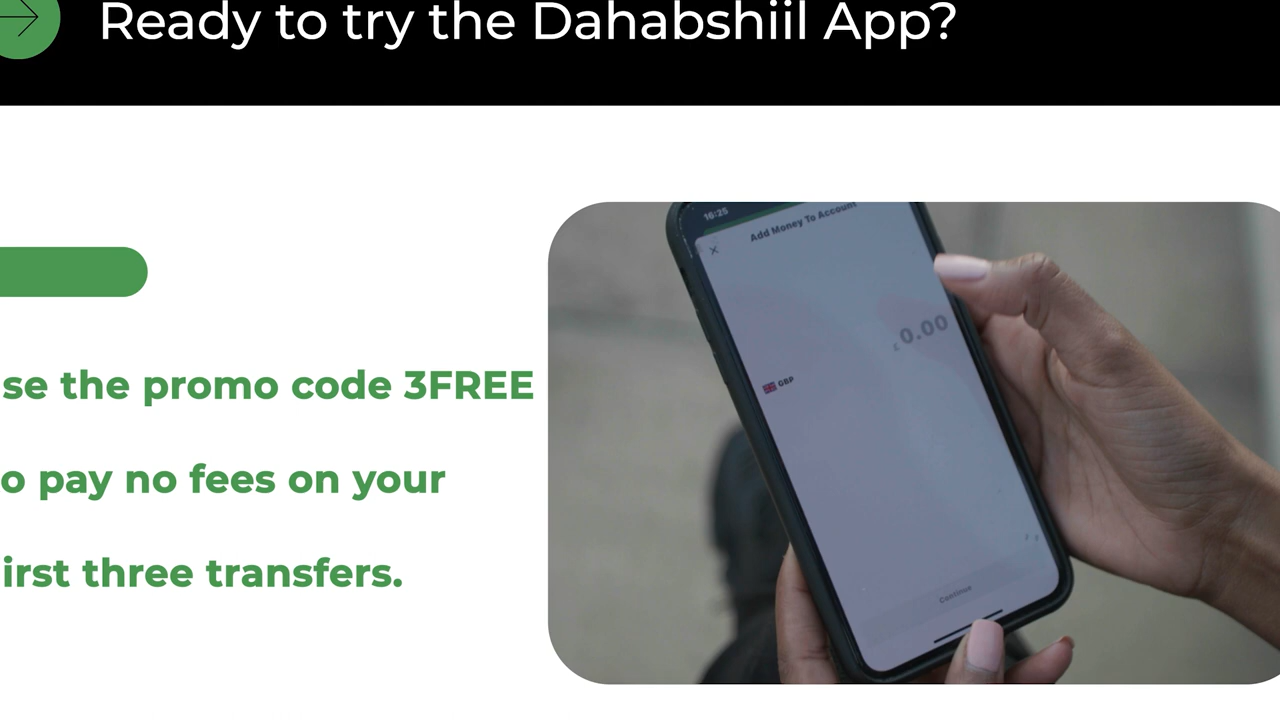 Ready to try the Dahabshiil App?
se the promo code 3FREE
o pay no fees on your
irst three transfers.
16:25
Add Money To Account
£0.00
GBP
Continue